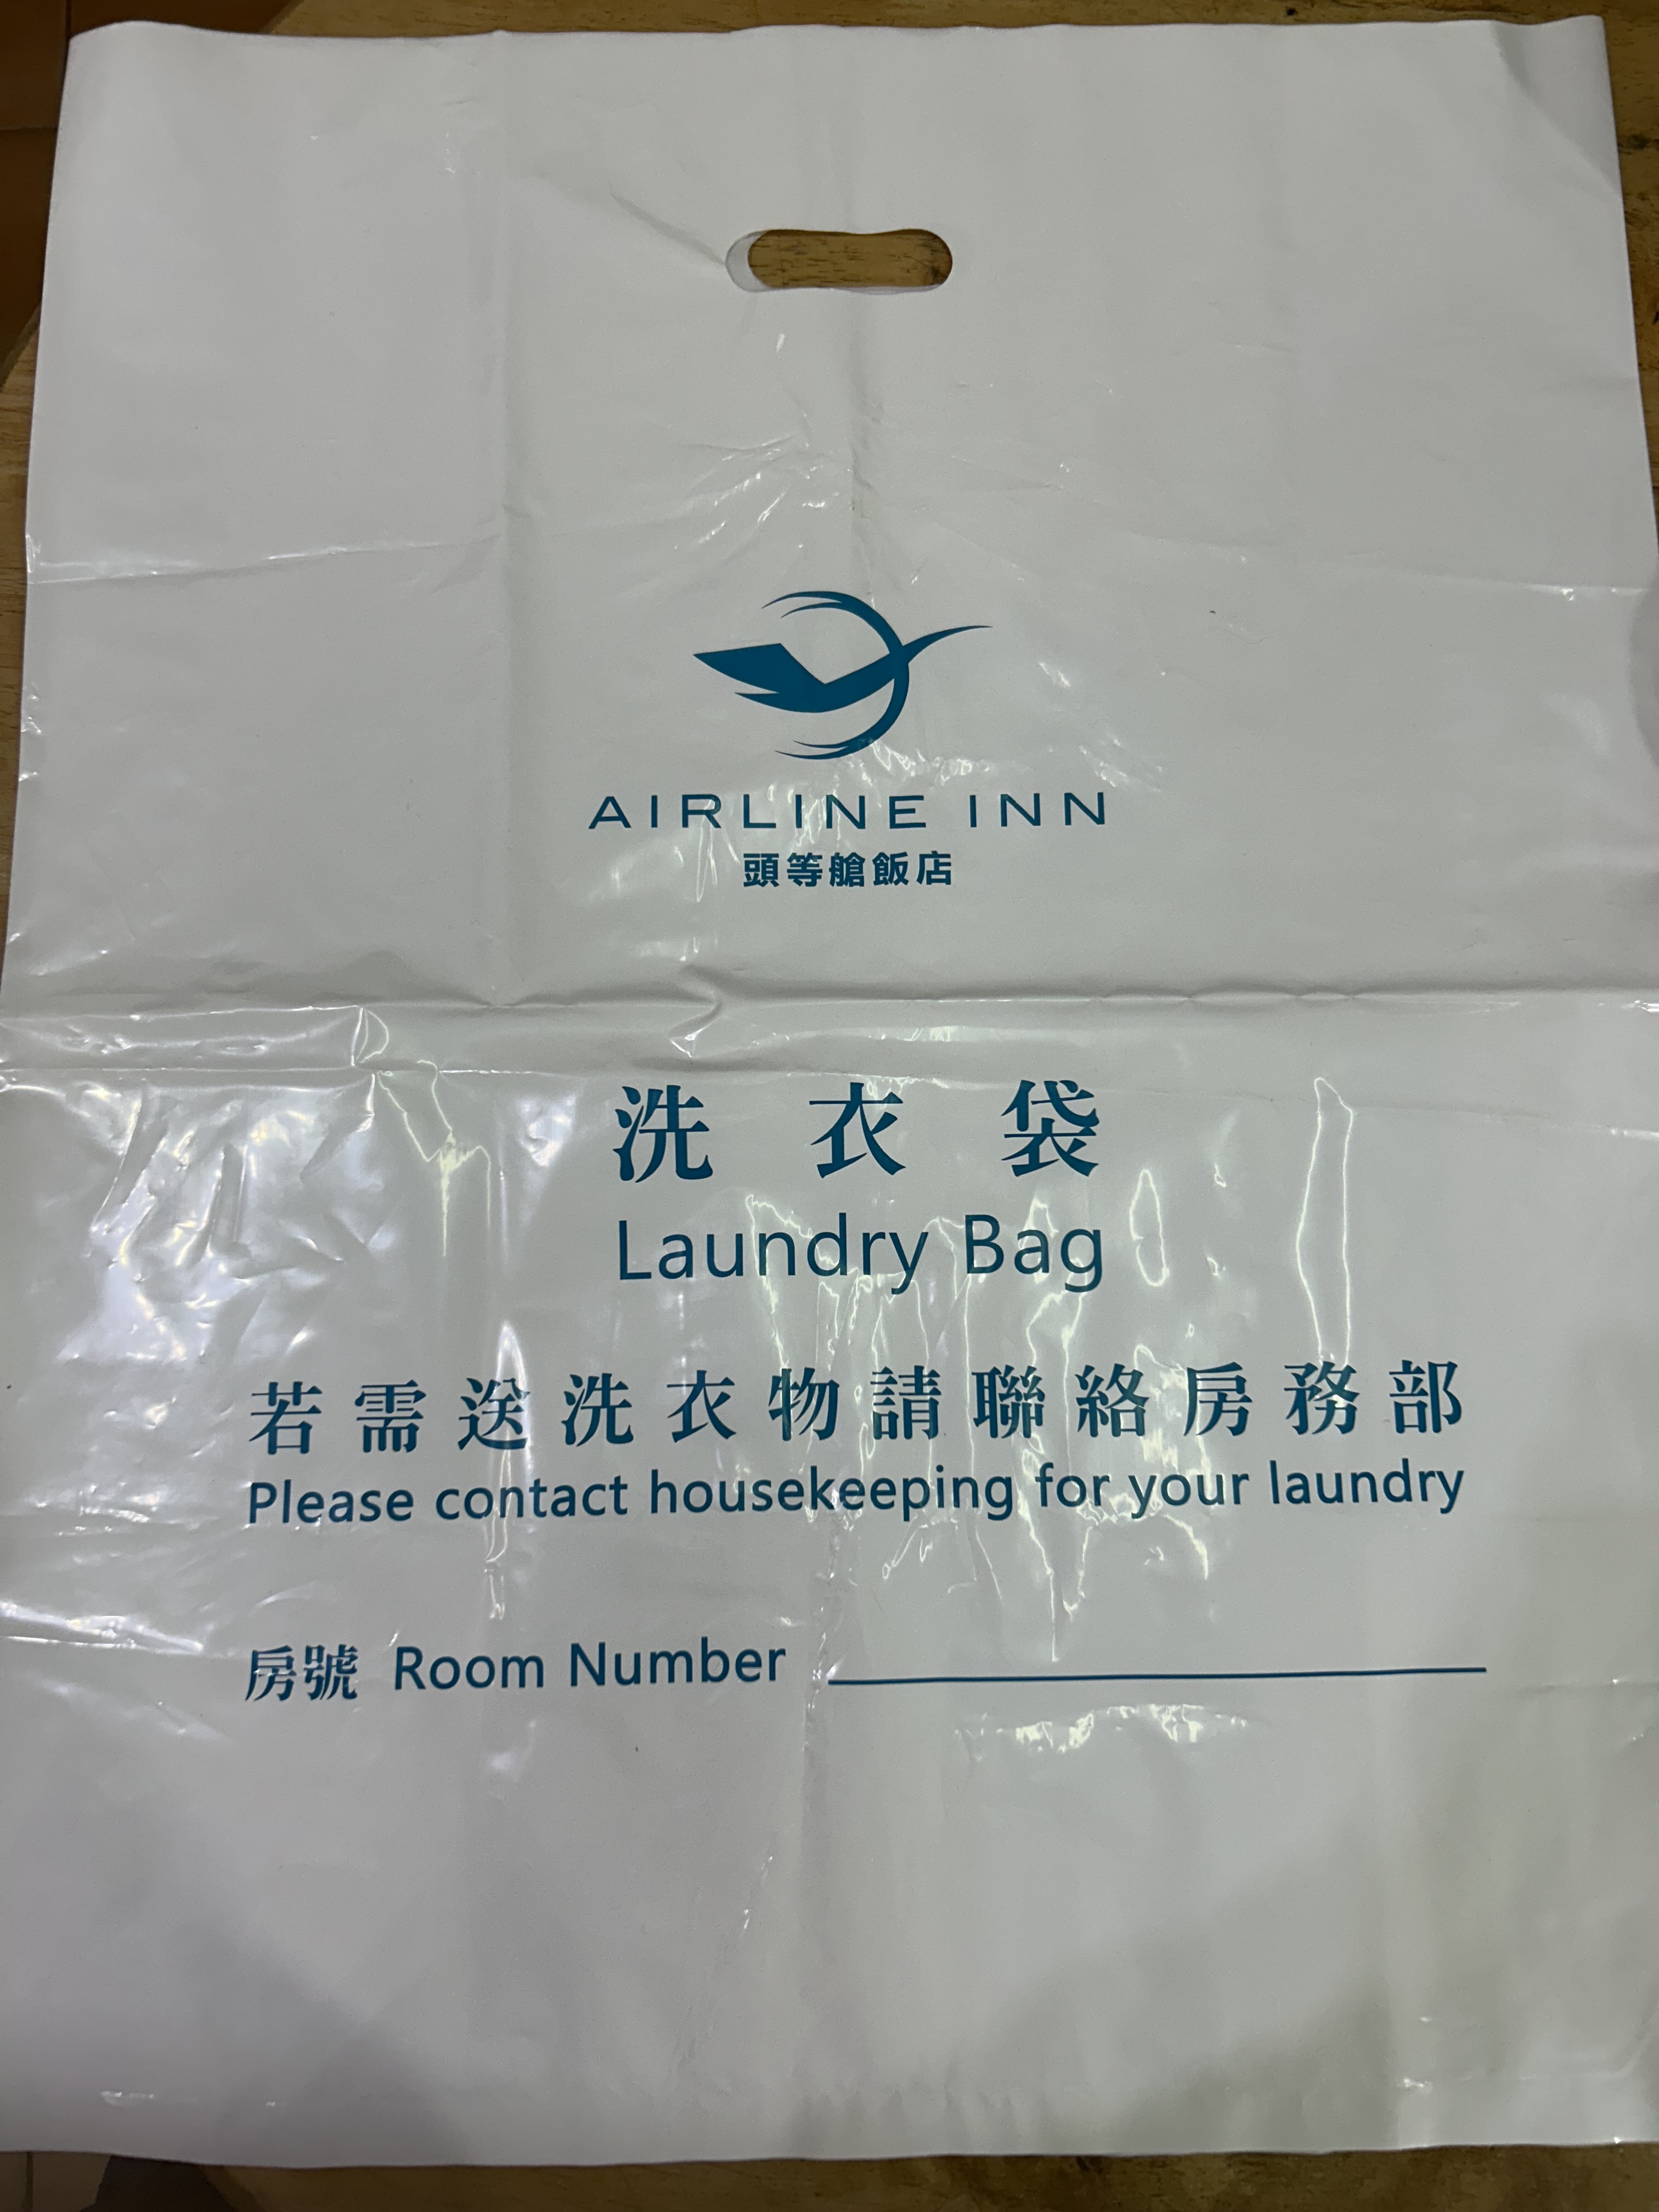 AIRLINE INN
頭等艙飯店
洗衣袋
Laundry Bag
若需送洗衣物請聯絡房務部
Please contact housekeeping for your laundry
房號 Room Number